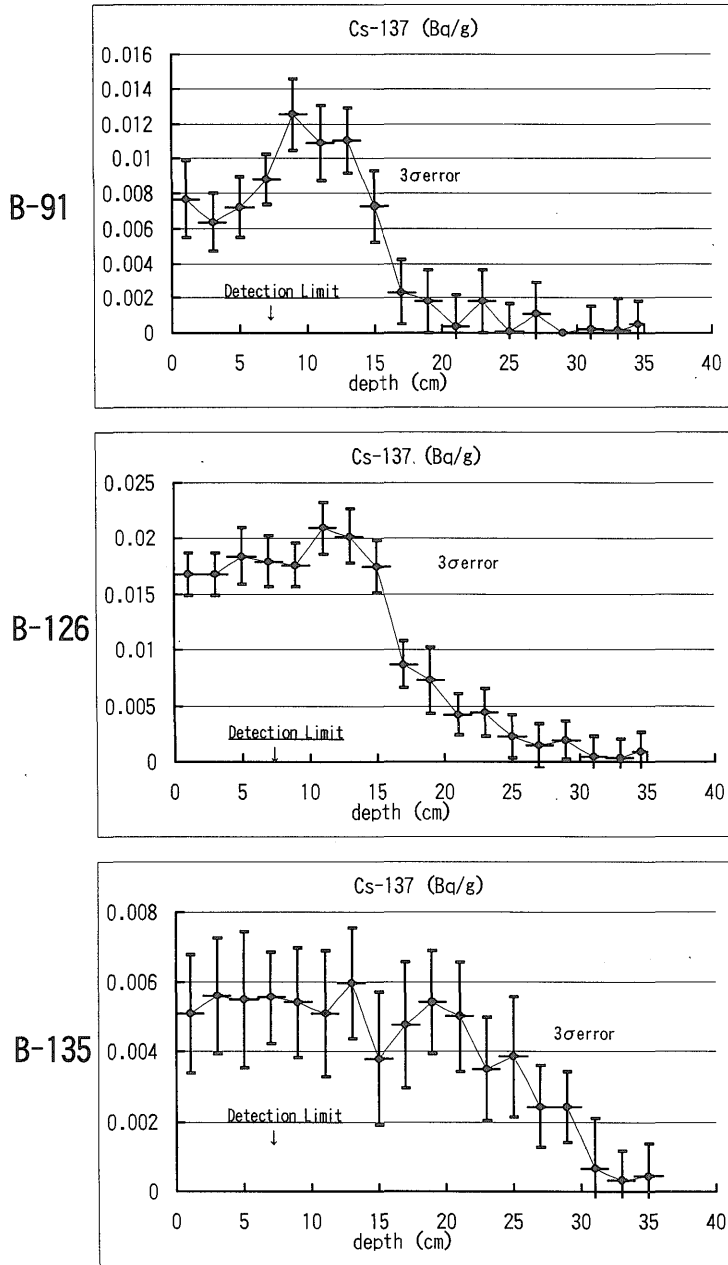 Cs-137 (Bq/g)
0.016
0.014
0.012
0.01
0.008
0.006
0.004
0.002
0
B-91
3σerror
Detection Limit
↓
0 5 10 15 20 25 30 35 40
depth (cm)
Cs-137. (Bq/g)
0.025
0.02
0.015
0.01
0.005
0
B-126
3σerror
Detection Limit
↓
0 5 10 15 20 25 30 35 40
depth (cm)
Cs-137 (Bq/g)
0.008
0.006
0.004
0.002
0
B-135
3σerror
Detection Limit
↓
0 5 10 15 20 25 30 35 40
depth (cm)